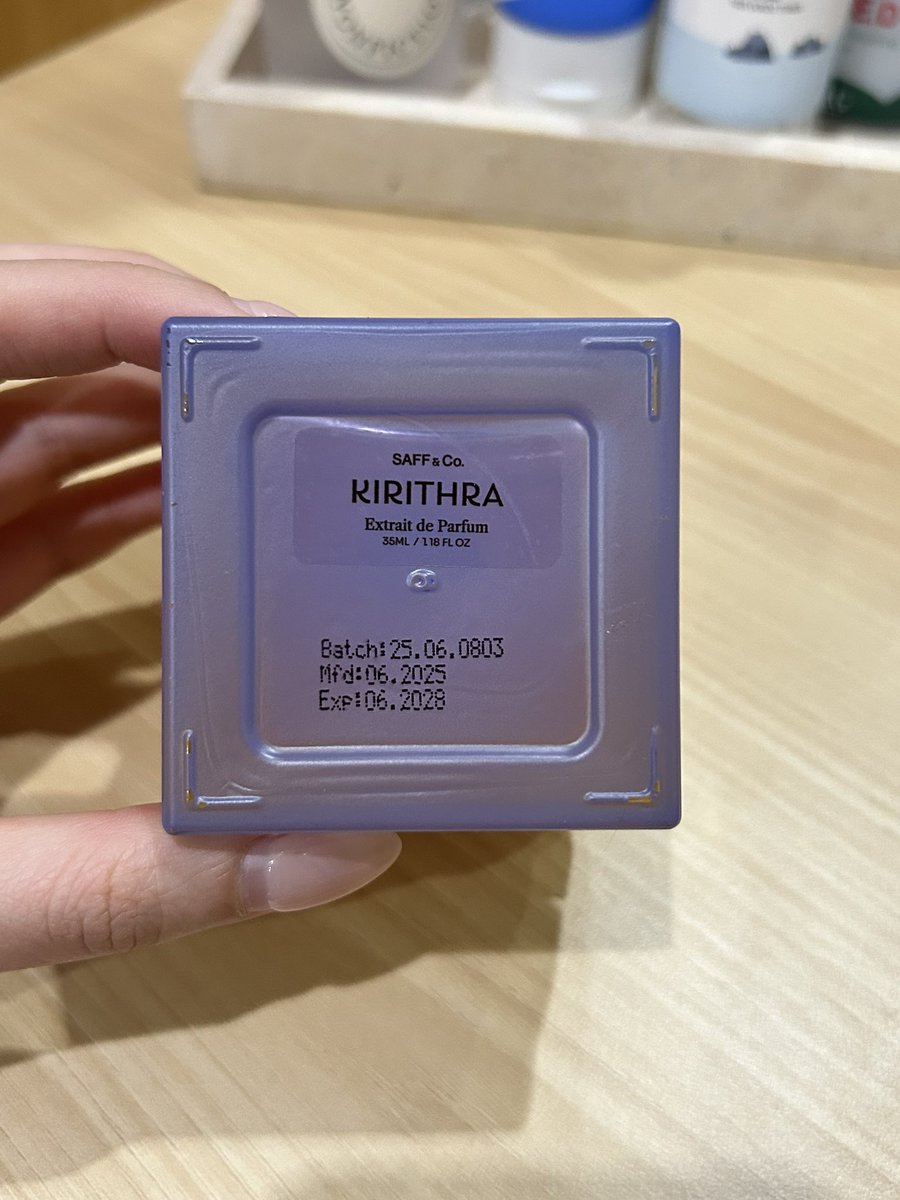 SAFF & Co.
KIRITHRA
Extrait de Parfum
35ML / 1.18 FL OZ
Batch:25.06.0803
Mfd:06.2025
Exp:06.2028